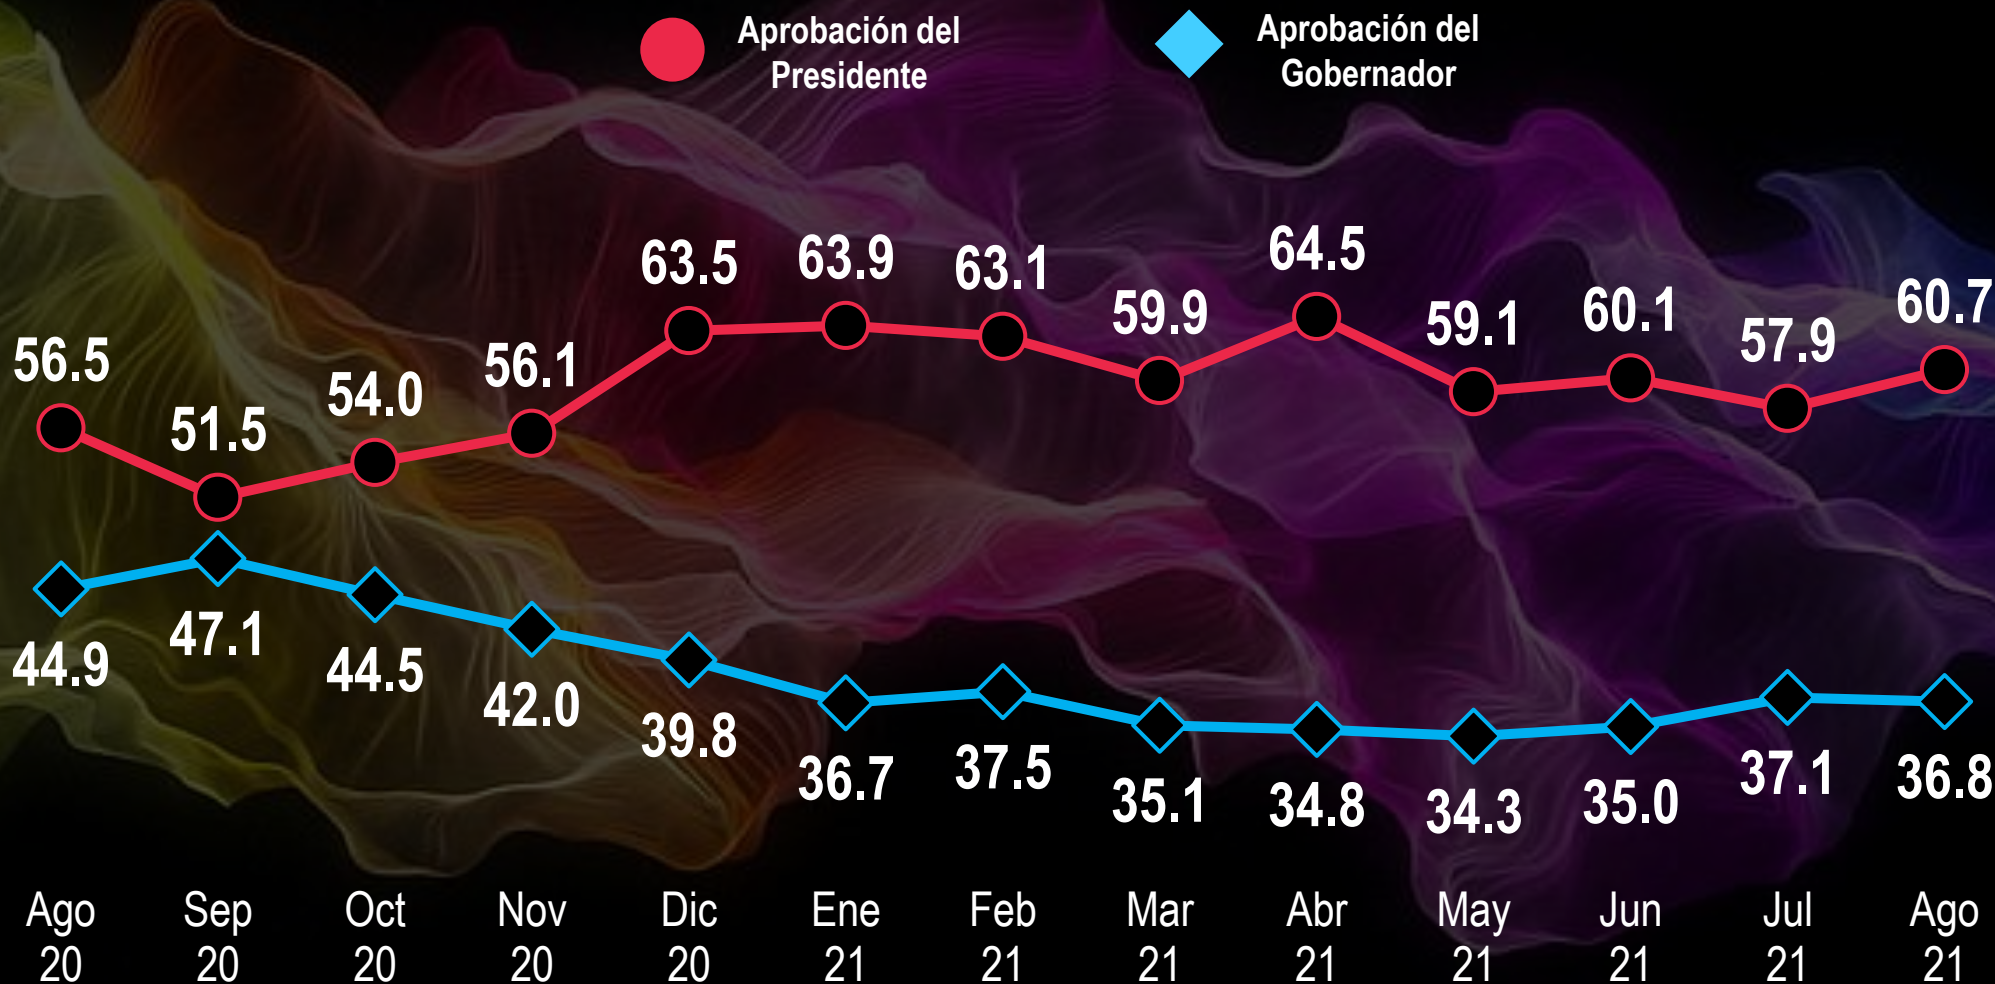 Aprobación del
Presidente
Aprobación del
Gobernador
56.5
51.5
54.0
56.1
63.5
63.9
63.1
59.9
64.5
59.1
60.1
57.9
60.7
44.9
47.1
44.5
42.0
39.8
36.7
37.5
35.1
34.8
34.3
35.0
37.1
36.8
Ago
20
Sep
20
Oct
20
Nov
20
Dic
20
Ene
21
Feb
21
Mar
21
Abr
21
May
21
Jun
21
Jul
21
Ago
21